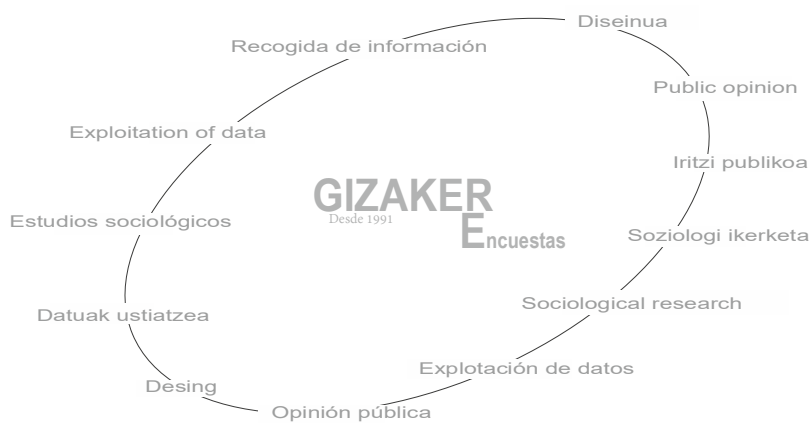 Diseinua
Recogida de información
Public opinion
Exploitation of data
Iritzi publikoa
GIZAKER
Desde 1991
Encuestas
Estudios sociológicos
Soziologi ikerketa
Sociological research
Datuak ustiatzea
Explotación de datos
Desing
Opinión pública